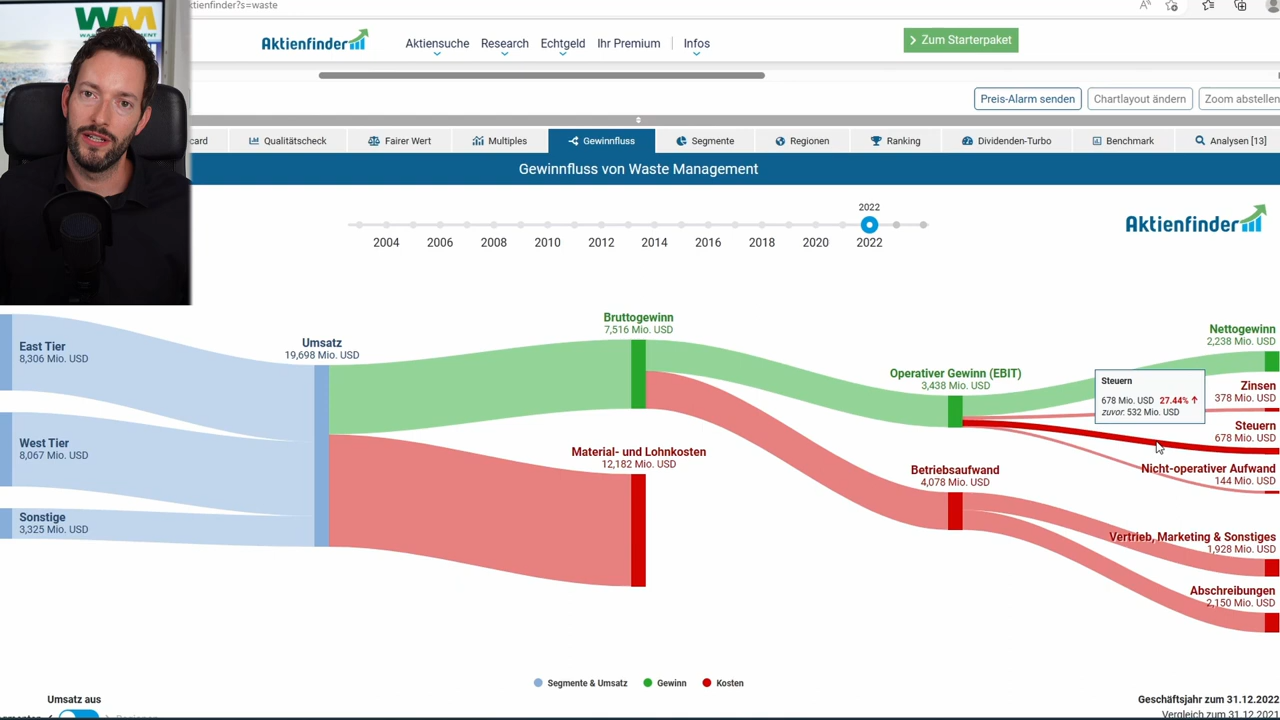 ktienfinder?s=waste
WM
Aktienfinder
Aktiensuche
Research
Echtgeld
Ihr Premium
Infos
Zum Starterpaket
Preis-Alarm senden
Chartlayout ändern
Zoom abstellen
card
Qualitätscheck
Fairer Wert
Multiples
Gewinnfluss
Segmente
Regionen
Ranking
Dividenden-Turbo
Benchmark
Analysen [13]
Gewinnfluss von Waste Management
2022
2004
2006
2008
2010
2012
2014
2016
2018
2020
2022
Aktienfinder
East Tier
8,306 Mio. USD
West Tier
8,067 Mio. USD
Sonstige
3,325 Mio. USD
Umsatz
19,698 Mio. USD
Bruttogewinn
7,516 Mio. USD
Material- und Lohnkosten
12,182 Mio. USD
Operativer Gewinn (EBIT)
3,438 Mio. USD
Betriebsaufwand
4,078 Mio. USD
Steuern
678 Mio. USD 27.44% ↑
zuvor: 532 Mio. USD
Nettogewinn
2,238 Mio. USD
Zinsen
378 Mio. USD
Steuern
678 Mio. USD
Nicht-operativer Aufwand
144 Mio. USD
Vertrieb, Marketing & Sonstiges
1,928 Mio. USD
Abschreibungen
2,150 Mio. USD
Segmente & Umsatz
Gewinn
Kosten
Umsatz aus
Geschäftsjahr zum 31.12.2022
Vergleich zum 31.12.2021